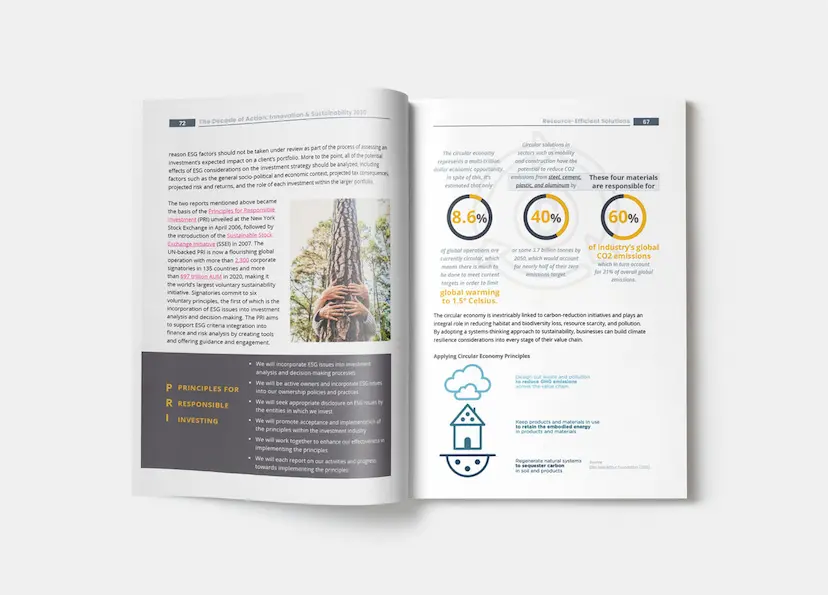 72 The Decade of Action: Innovation & Sustainability 2020
reason ESG factors should not be taken under review as part of the process of assessing an
investment's expected impact on a client's portfolio. More to the point, all of the potential
effects of ESG considerations on the investment strategy should be analyzed, including
factors such as the general socio-political and economic context, projected tax consequences,
projected risk and returns, and the role of each investment within the larger portfolio.
The two reports mentioned above became
the basis of the Principles for Responsible
Investment (PRI) unveiled at the New York
Stock Exchange in April 2006, followed by
the introduction of the Sustainable Stock
Exchange Initiative (SSEI) in 2007. The
UN-backed PRI is now a flourishing global
operation with more than 2,300 corporate
signatories in 135 countries and more
than $97 trillion AUM in 2020, making it
the world's largest voluntary sustainability
initiative. Signatories commit to six
voluntary principles, the first of which is the
incorporation of ESG issues into investment
analysis and decision-making. The PRI aims
to support ESG criteria integration into
finance and risk analysis by creating tools
and offering guidance and engagement.
P PRINCIPLES FOR
R RESPONSIBLE
I INVESTING
• We will incorporate ESG issues into investment
analysis and decision-making processes
• We will be active owners and incorporate ESG issues
into our ownership policies and practices
• We will seek appropriate disclosure on ESG issues by
the entities in which we invest
• We will promote acceptance and implementation of
the principles within the investment industry
• We will work together to enhance our effectiveness in
implementing the principles
• We will each report on our activities and progress
towards implementing the principles
Resource-Efficient Solutions 67
The circular economy
represents a multi-trillion
dollar economic opportunity
in spite of this, it's
estimated that only
8.6%
of global operations are
currently circular, which
means there is much to
be done to meet current
targets in order to limit
global warming
to 1.5° Celsius.
Circular solutions in
sectors such as mobility
and construction have the
potential to reduce CO2
emissions from steel, cement,
plastic, and aluminum by
40%
or some 3.7 billion tonnes by
2050, which would account
for nearly half of their zero
emissions target.
These four materials
are responsible for
60%
of industry's global
CO2 emissions
which in turn account
for 21% of overall global
emissions.
The circular economy is inextricably linked to carbon-reduction initiatives and plays an
integral role in reducing habitat and biodiversity loss, resource scarcity, and pollution.
By adopting a systems-thinking approach to sustainability, businesses can build climate
resilience considerations into every stage of their value chain.
Applying Circular Economy Principles
Design out waste and pollution
to reduce GHG emissions
across the value chain
Keep products and materials in use
to retain the embodied energy
in products and materials
Regenerate natural systems
to sequester carbon
in soil and products
Source: